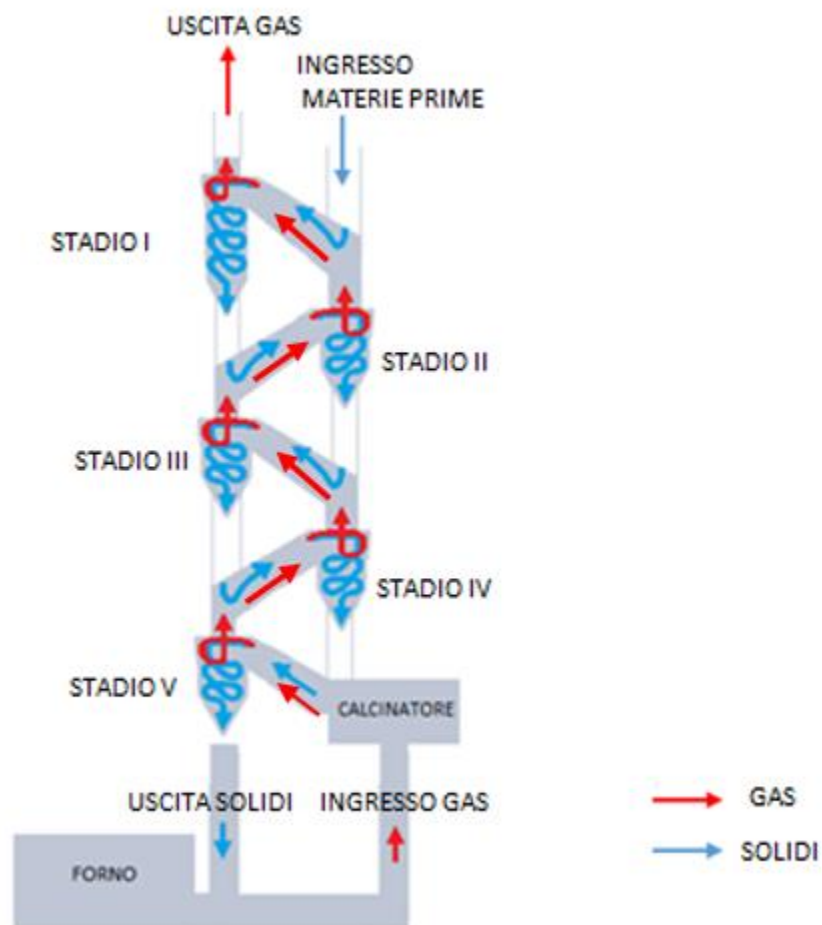 USCITA GAS
INGRESSO
MATERIE PRIME
STADIO I
STADIO II
STADIO III
STADIO IV
STADIO V
CALCINATORE
USCITA SOLIDI
INGRESSO GAS
GAS
SOLIDI
FORNO